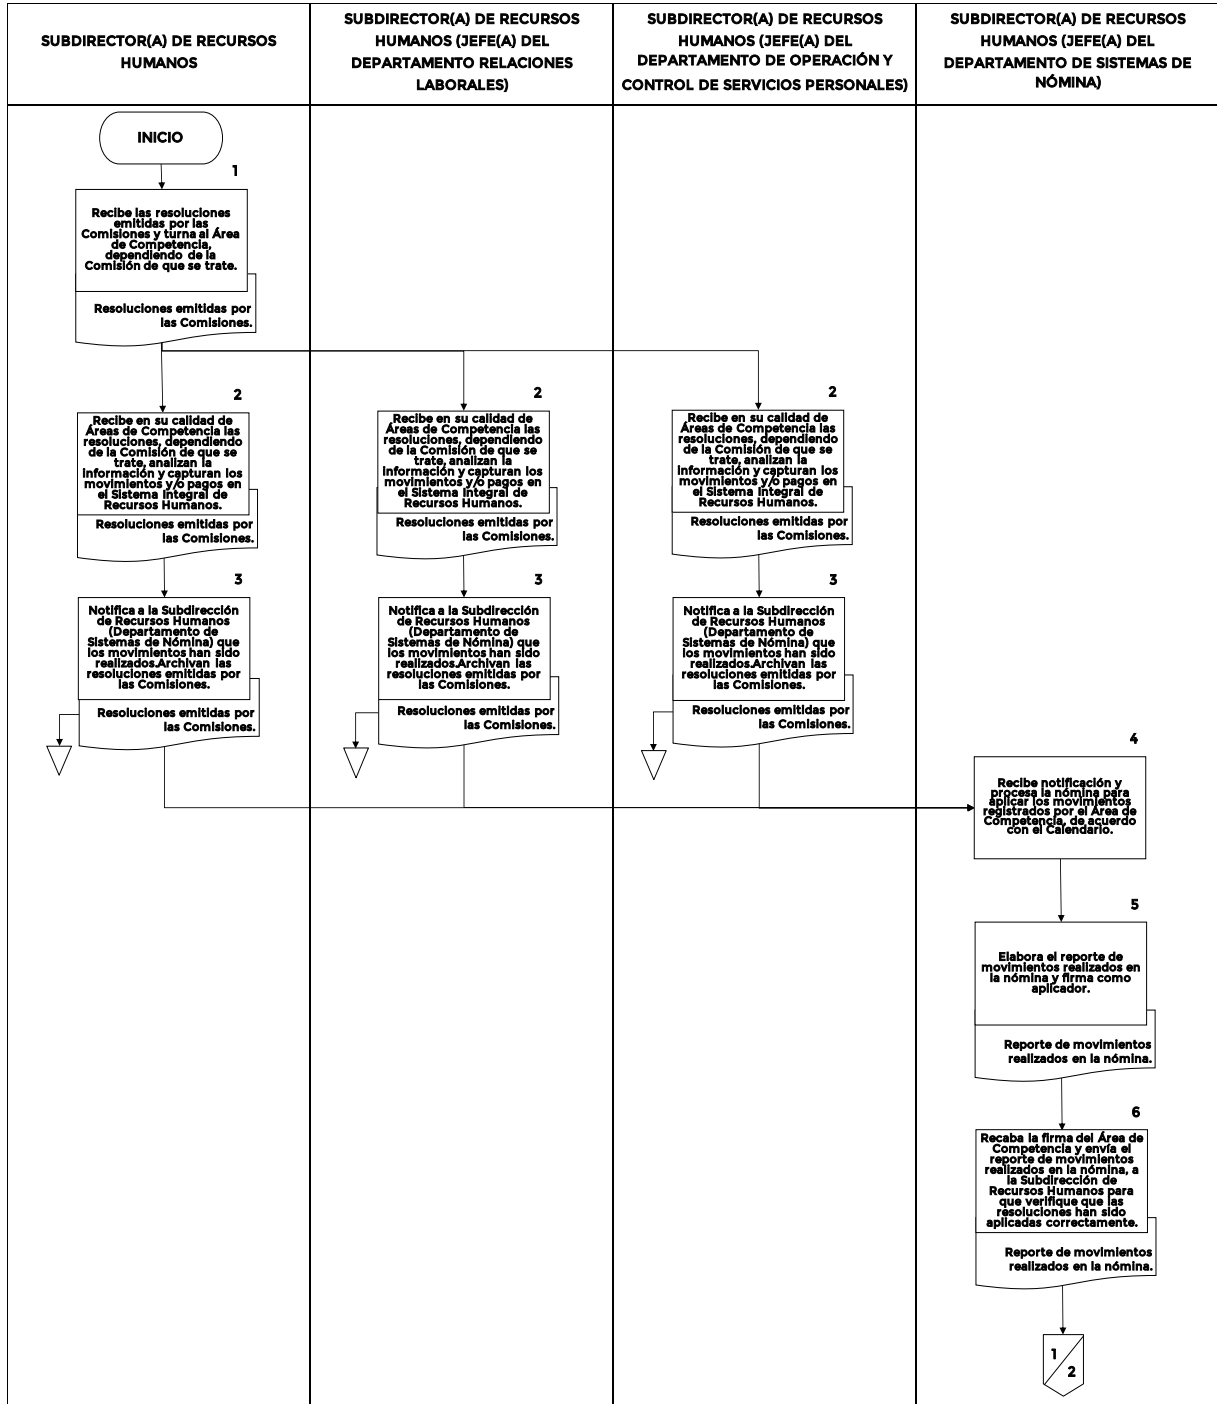 SUBDIRECTOR(A) DE RECURSOS
HUMANOS
SUBDIRECTOR(A) DE RECURSOS
HUMANOS (JEFE(A) DEL
DEPARTAMENTO RELACIONES
LABORALES)
SUBDIRECTOR(A) DE RECURSOS
HUMANOS (JEFE(A) DEL
DEPARTAMENTO DE OPERACIÓN Y
CONTROL DE SERVICIOS PERSONALES)
SUBDIRECTOR(A) DE RECURSOS
HUMANOS (JEFE(A) DEL
DEPARTAMENTO DE SISTEMAS DE
NÓMINA)
INICIO
1
Recibe las resoluciones
emitidas por las
Comisiones y turna al Área
de Competencia,
dependiendo de la
Comisión de que se trate.
Resoluciones emitidas por
las Comisiones.
2
Recibe en su calidad de
Áreas de Competencia las
resoluciones, dependiendo
de la Comisión de que se
trate, analizan la
información y capturan los
movimientos y/o pagos en
el Sistema Integral de
Recursos Humanos.
Resoluciones emitidas por
las Comisiones.
2
Recibe en su calidad de
Áreas de Competencia las
resoluciones, dependiendo
de la Comisión de que se
trate, analizan la
información y capturan los
movimientos y/o pagos en
el Sistema Integral de
Recursos Humanos.
Resoluciones emitidas por
las Comisiones.
2
Recibe en su calidad de
Áreas de Competencia las
resoluciones, dependiendo
de la Comisión de que se
trate, analizan la
información y capturan los
movimientos y/o pagos en
el Sistema Integral de
Recursos Humanos.
Resoluciones emitidas por
las Comisiones.
3
Notifica a la Subdirección
de Recursos Humanos
(Departamento de
Sistemas de Nómina) que
los movimientos han sido
realizados.Archivan las
resoluciones emitidas por
las Comisiones.
Resoluciones emitidas por
las Comisiones.
3
Notifica a la Subdirección
de Recursos Humanos
(Departamento de
Sistemas de Nómina) que
los movimientos han sido
realizados.Archivan las
resoluciones emitidas por
las Comisiones.
Resoluciones emitidas por
las Comisiones.
3
Notifica a la Subdirección
de Recursos Humanos
(Departamento de
Sistemas de Nómina) que
los movimientos han sido
realizados.Archivan las
resoluciones emitidas por
las Comisiones.
Resoluciones emitidas por
las Comisiones.
4
Recibe notificación y
procesa la nómina para
aplicar los movimientos
registrados por el Área de
Competencia, de acuerdo
con el Calendario.
5
Elabora el reporte de
movimientos realizados en
la nómina y firma como
aplicador.
Reporte de movimientos
realizados en la nómina.
6
Recaba la firma del Área de
Competencia y envía el
reporte de movimientos
realizados en la nómina, a
la Subdirección de
Recursos Humanos para
que verifique que las
resoluciones han sido
aplicadas correctamente.
Reporte de movimientos
realizados en la nómina.
1
2